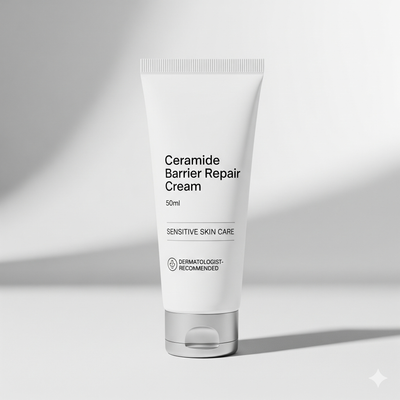 Ceramide
Barrier Repair
Cream
50ml
SENSITIVE SKIN CARE
DERMATOLOGIST-
RECOMMENDED